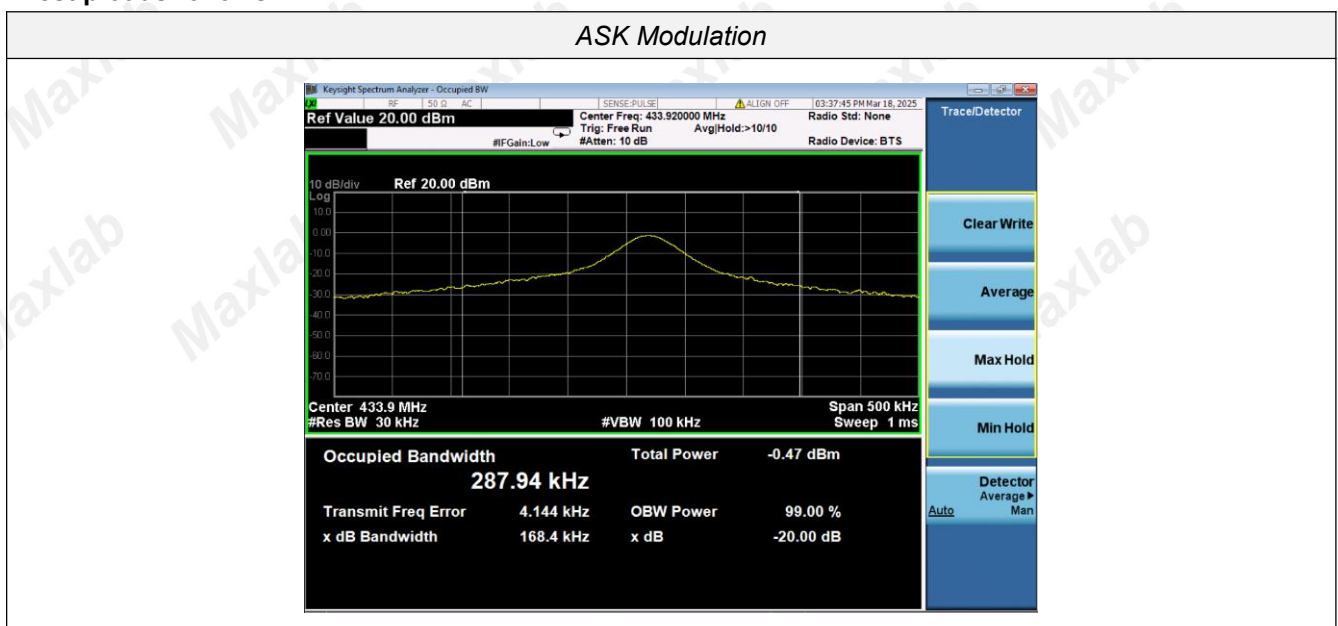 ASK Modulation
Keysight Spectrum Analyzer - Occupied BW
RF 50 Ω AC SENSE:PULSE ALIGN OFF 03:37:45 PM Mar 18, 2025
Ref Value 20.00 dBm
Center Freq: 433.920000 MHz
Radio Std: None
Trig: Free Run Avg|Hold:>10/10
#IFGain:Low
#Atten: 10 dB
Radio Device: BTS
Trace/Detector
10 dB/div Ref 20.00 dBm
Log
10.0
0.00
-10.0
-20.0
-30.0
-40.0
-50.0
-60.0
-70.0
Center 433.9 MHz Span 500 kHz
#Res BW 30 kHz #VBW 100 kHz Sweep 1 ms
Occupied Bandwidth Total Power -0.47 dBm
287.94 kHz
Transmit Freq Error 4.144 kHz OBW Power 99.00 %
x dB Bandwidth 168.4 kHz x dB -20.00 dB
Clear Write
Average
Max Hold
Min Hold
Detector
Average
Auto Man
Maxlab
Maxlab
Maxlab
Maxlab